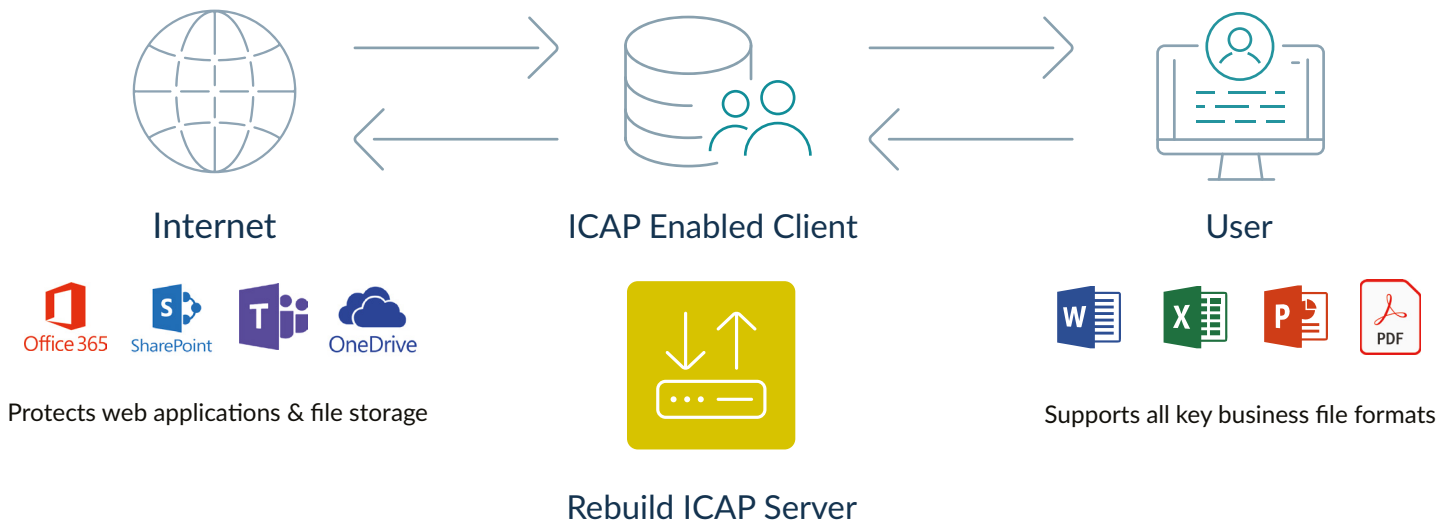 Internet
ICAP Enabled Client
User
Office 365
S
SharePoint
T
OneDrive
W
X
P
PDF
Protects web applications & file storage
Supports all key business file formats
Rebuild ICAP Server